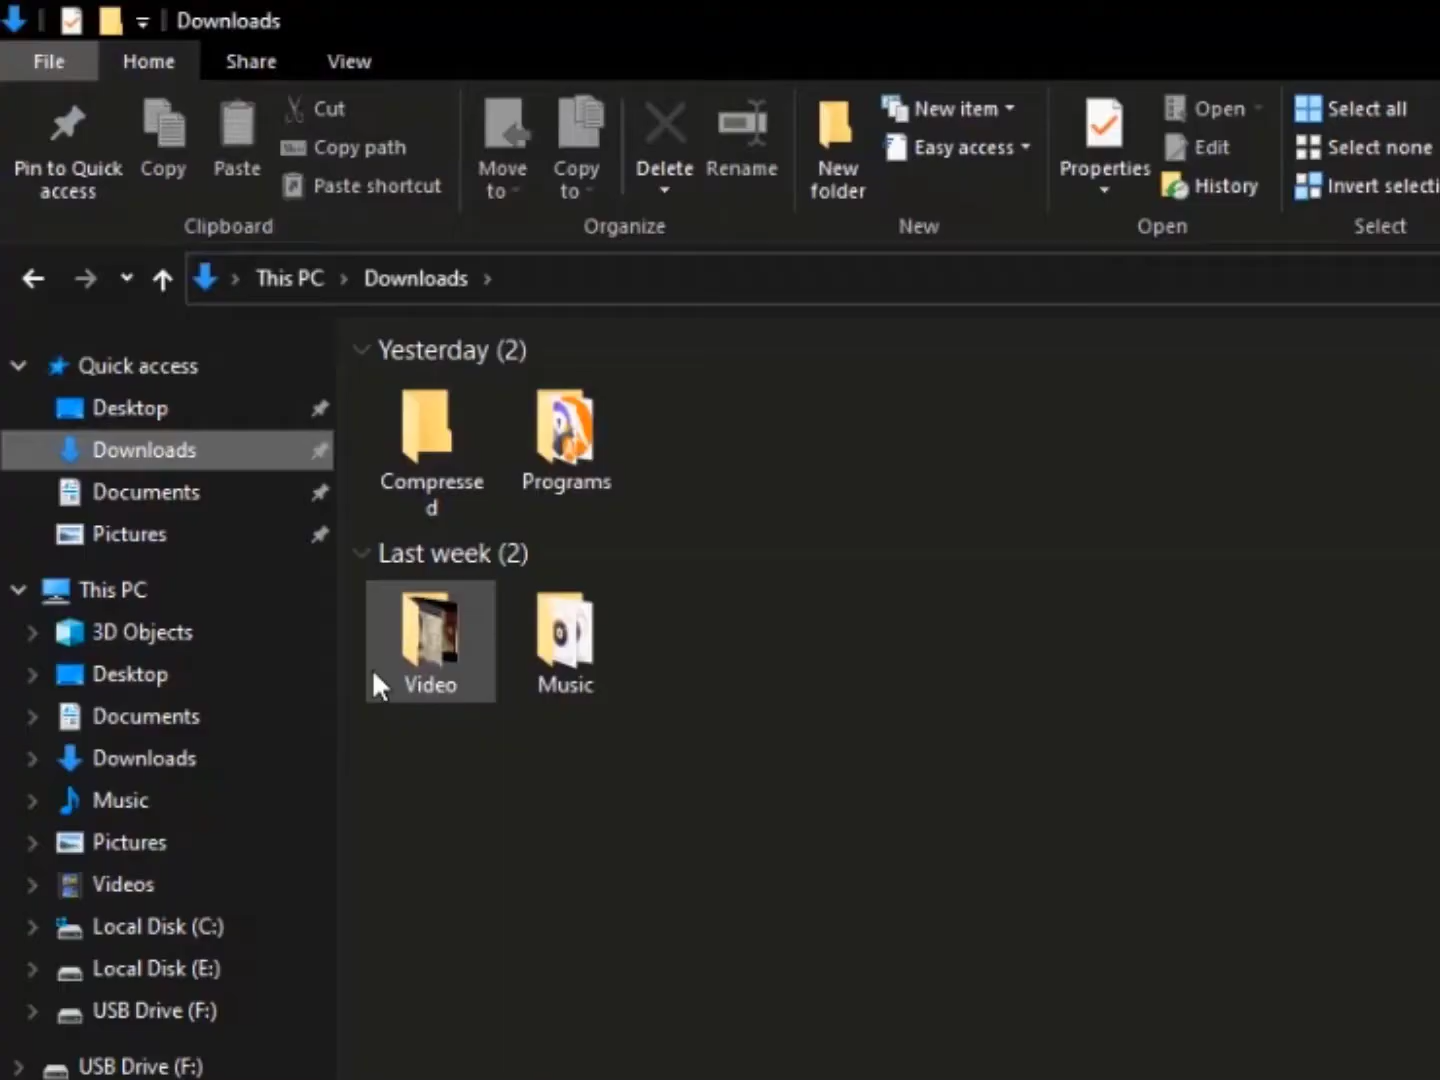 Downloads
File Home Share View
Pin to Quick access
Copy
Paste
Cut
Copy path
Paste shortcut
Clipboard
Move to
Copy to
Delete
Rename
Organize
New folder
New item
Easy access
New
Properties
Open
Edit
History
Open
Select all
Select none
Invert selecti
Select
This PC > Downloads >
Quick access
Desktop
Downloads
Documents
Pictures
This PC
3D Objects
Desktop
Documents
Downloads
Music
Pictures
Videos
Local Disk (C:)
Local Disk (E:)
USB Drive (F:)
USB Drive (F:)
Yesterday (2)
Compresse
d
Programs
Last week (2)
Video
Music